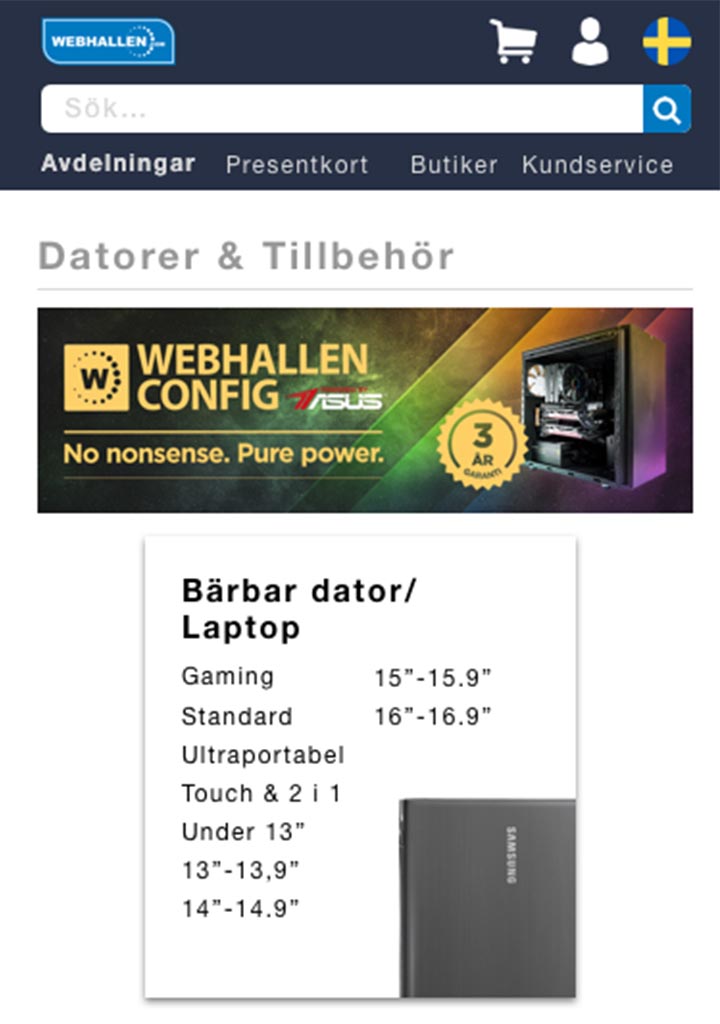 WEBHALLEN.COM
Sök...
Avdelningar Presentkort Butiker Kundservice
Datorer & Tillbehör
W WEBHALLEN
CONFIG
ASUS
No nonsense. Pure power.
3
ÅR
GARANTI
Bärbar dator/
Laptop
Gaming
Standard
Ultraportabel
Touch & 2 i 1
Under 13”
13”-13,9”
14”-14.9”
15”-15.9”
16”-16.9”
SAMSUNG